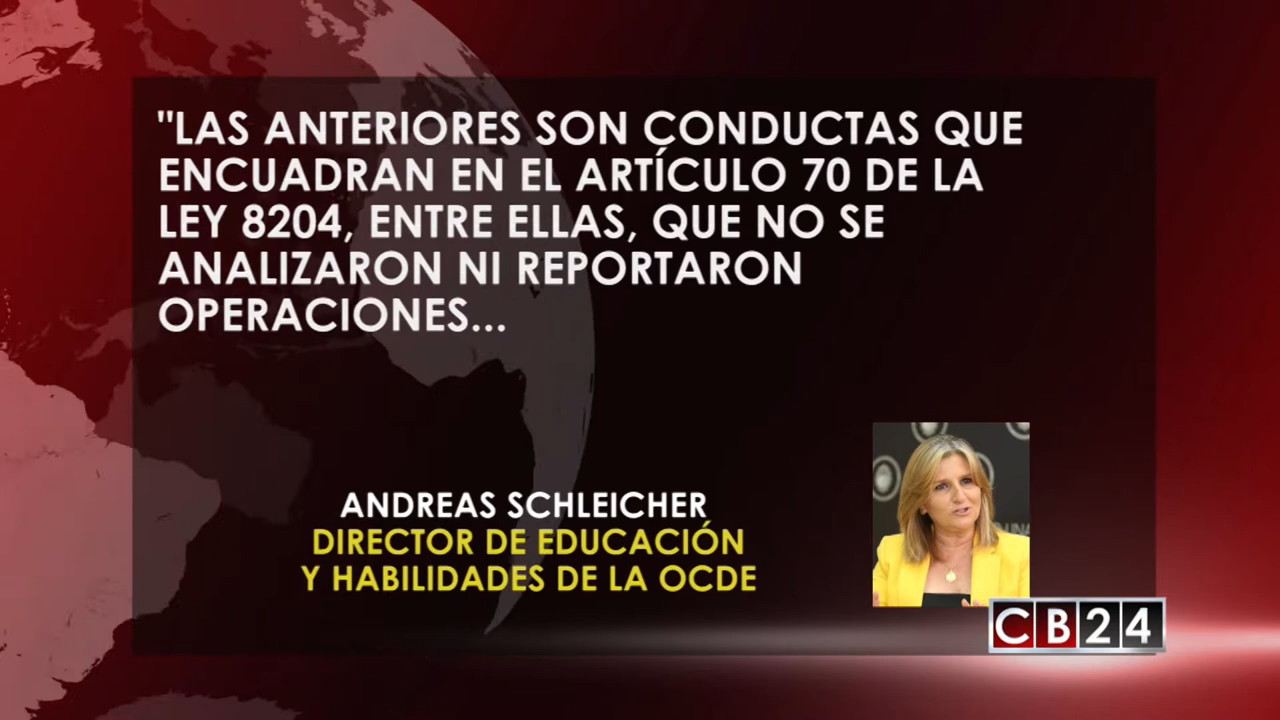 "LAS ANTERIORES SON CONDUCTAS QUE
ENCUADRAN EN EL ARTÍCULO 70 DE LA
LEY 8204, ENTRE ELLAS, QUE NO SE
ANALIZARON NI REPORTARON
OPERACIONES...
ANDREAS SCHLEICHER
DIRECTOR DE EDUCACIÓN
Y HABILIDADES DE LA OCDE
CB24